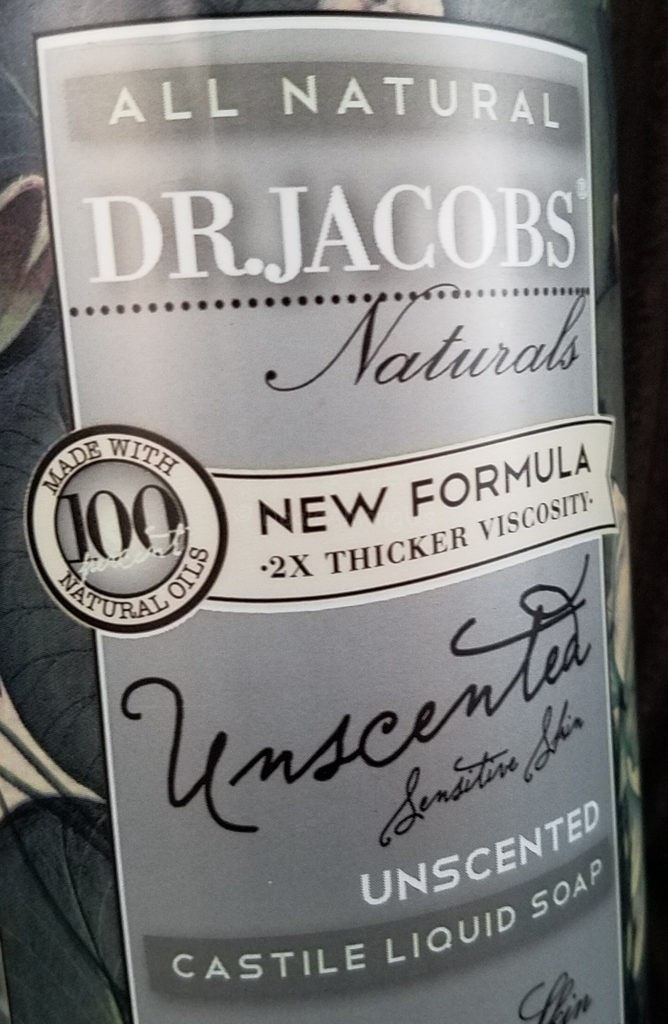 ALL NATURAL
DR.JACOBS®
Naturals
MADE WITH
100
percent
NATURAL OILS
NEW FORMULA
·2X THICKER VISCOSITY·
Unscented
Sensitive Skin
UNSCENTED
CASTILE LIQUID SOAP
Skin